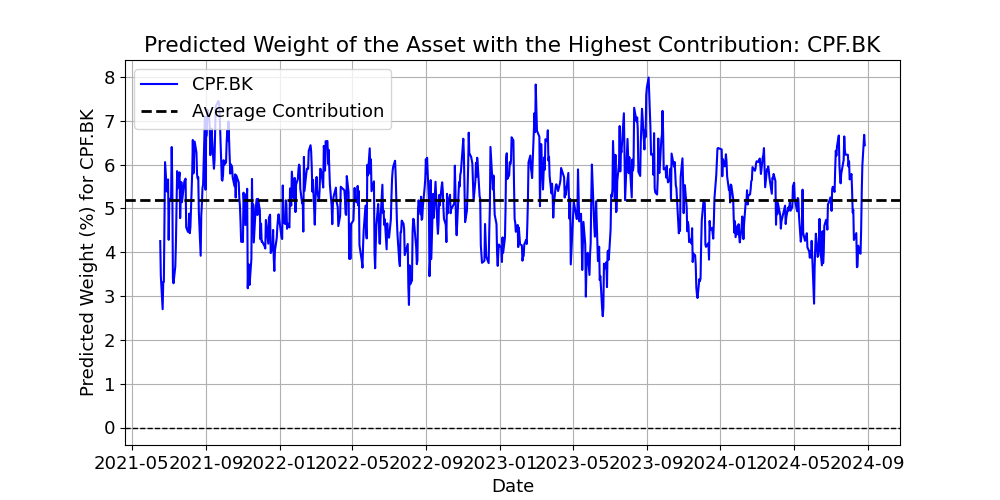 Predicted Weight of the Asset with the Highest Contribution: CPF.BK
CPF.BK
Average Contribution
Predicted Weight (%) for CPF.BK
8
7
6
5
4
3
2
1
0
2021-05 2021-09 2022-01 2022-05 2022-09 2023-01 2023-05 2023-09 2024-01 2024-05 2024-09
Date